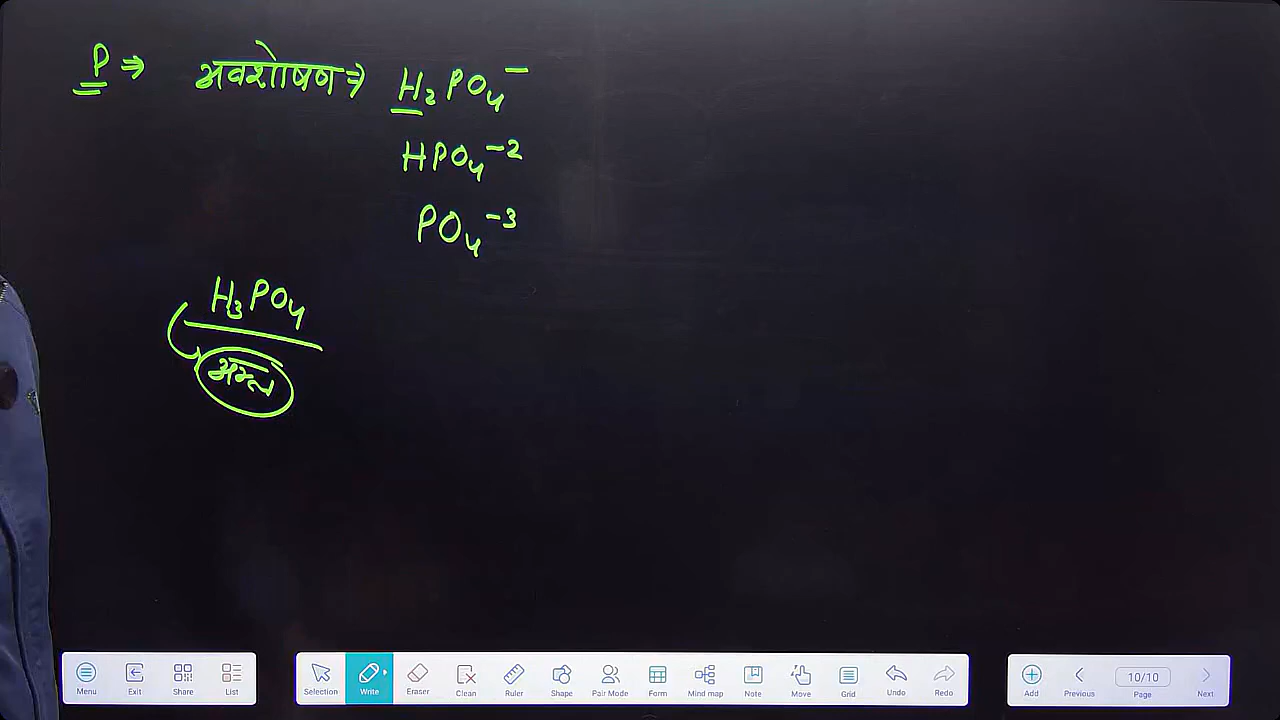 P ⇒ अवशोषण ⇒ H₂PO₄⁻
HPO₄⁻²
PO₄⁻³
H₃PO₄
अम्ल
Menu Exit Share List Selection Write Eraser Clean Ruler Shape Pair Mode Form Mind map Note Move Grid Undo Redo Add Previous 10/10 Page Next